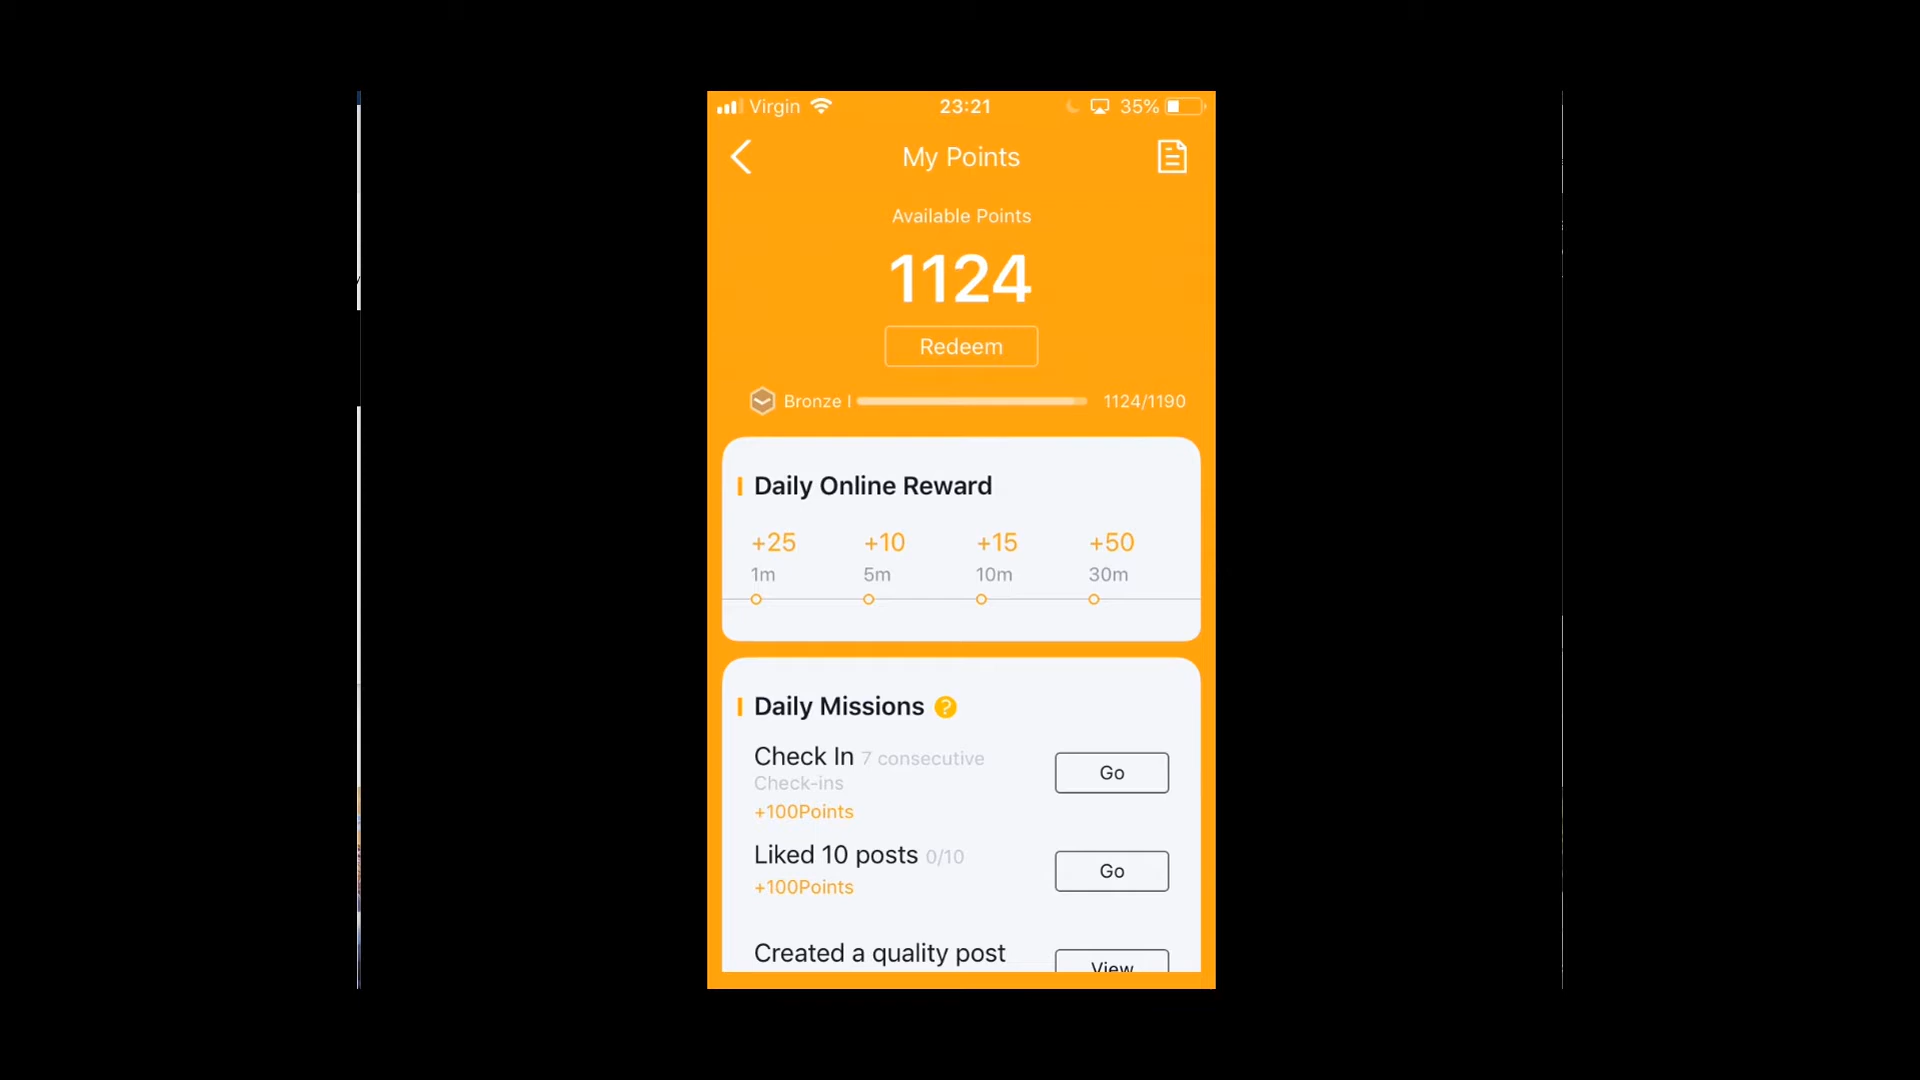 Virgin 23:21 35%
My Points
Available Points
1124
Redeem
Bronze I 1124/1190
Daily Online Reward
+25 +10 +15 +50
1m 5m 10m 30m
Daily Missions ?
Check In 7 consecutive
Check-ins
Go
+100Points
Liked 10 posts 0/10
Go
+100Points
Created a quality post
View